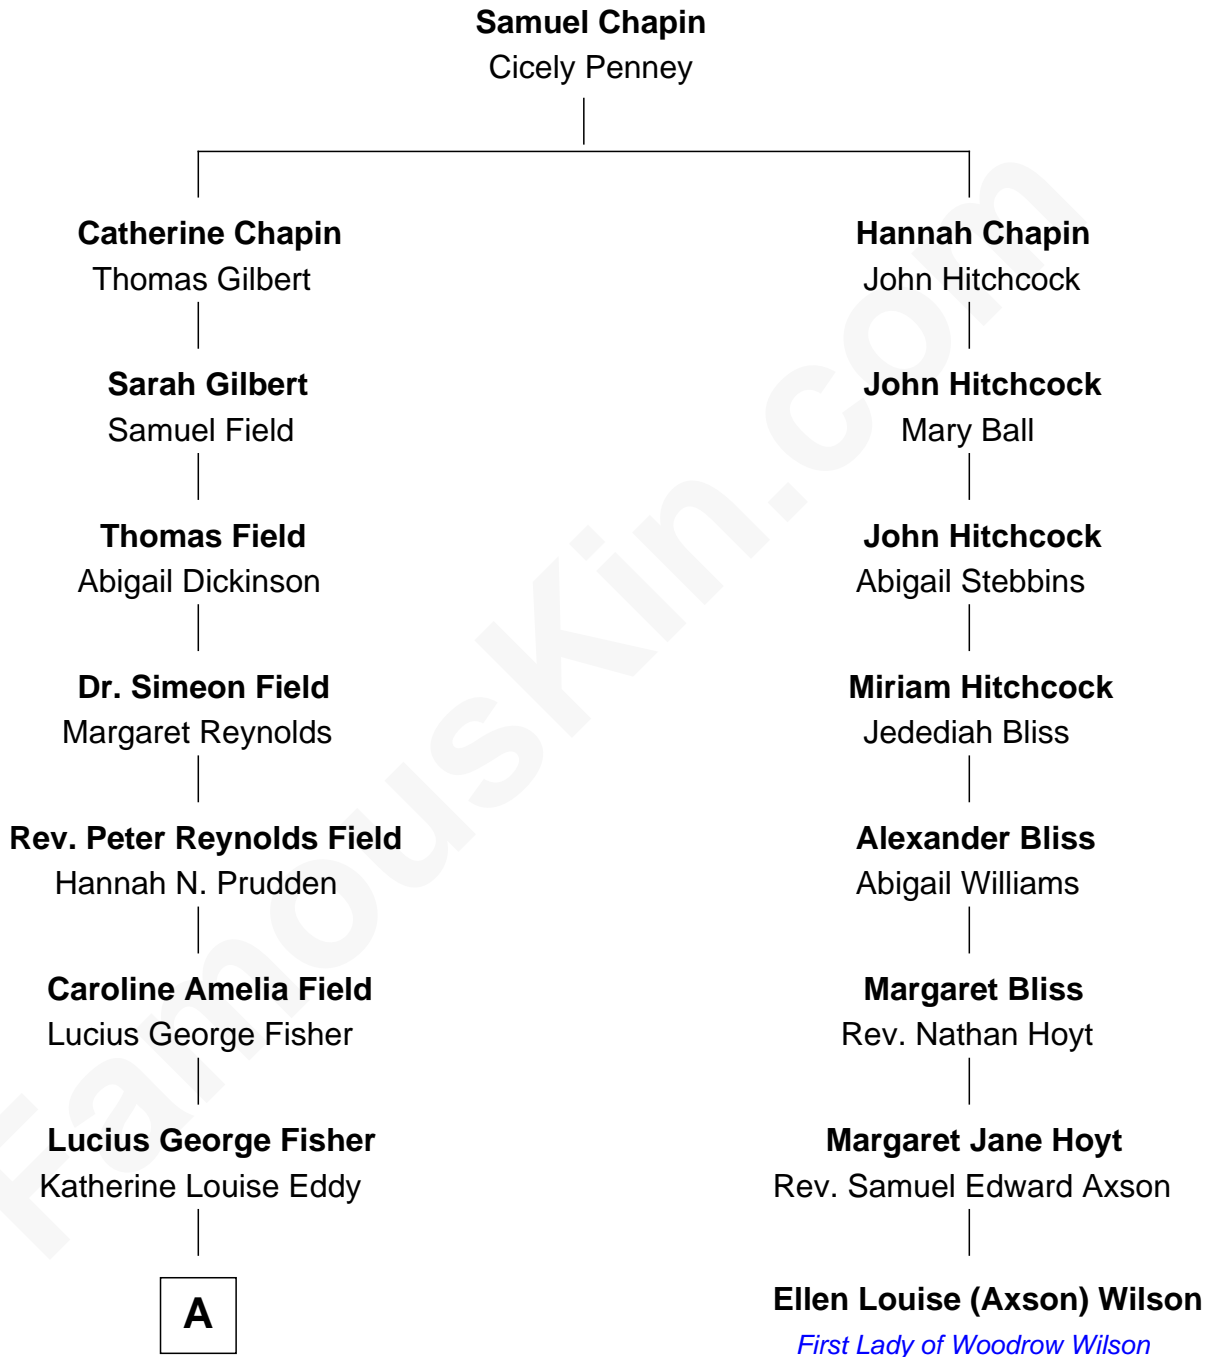 Samuel Chapin
Cicely Penney
Catherine Chapin
Thomas Gilbert
Hannah Chapin
John Hitchcock
Sarah Gilbert
Samuel Field
John Hitchcock
Mary Ball
Thomas Field
Abigail Dickinson
John Hitchcock
Abigail Stebbins
Dr. Simeon Field
Margaret Reynolds
Miriam Hitchcock
Jedediah Bliss
Rev. Peter Reynolds Field
Hannah N. Prudden
Alexander Bliss
Abigail Williams
Caroline Amelia Field
Lucius George Fisher
Margaret Bliss
Rev. Nathan Hoyt
Lucius George Fisher
Katherine Louise Eddy
Margaret Jane Hoyt
Rev. Samuel Edward Axson
A
Ellen Louise (Axson) Wilson
First Lady of Woodrow Wilson
FamousKin.com